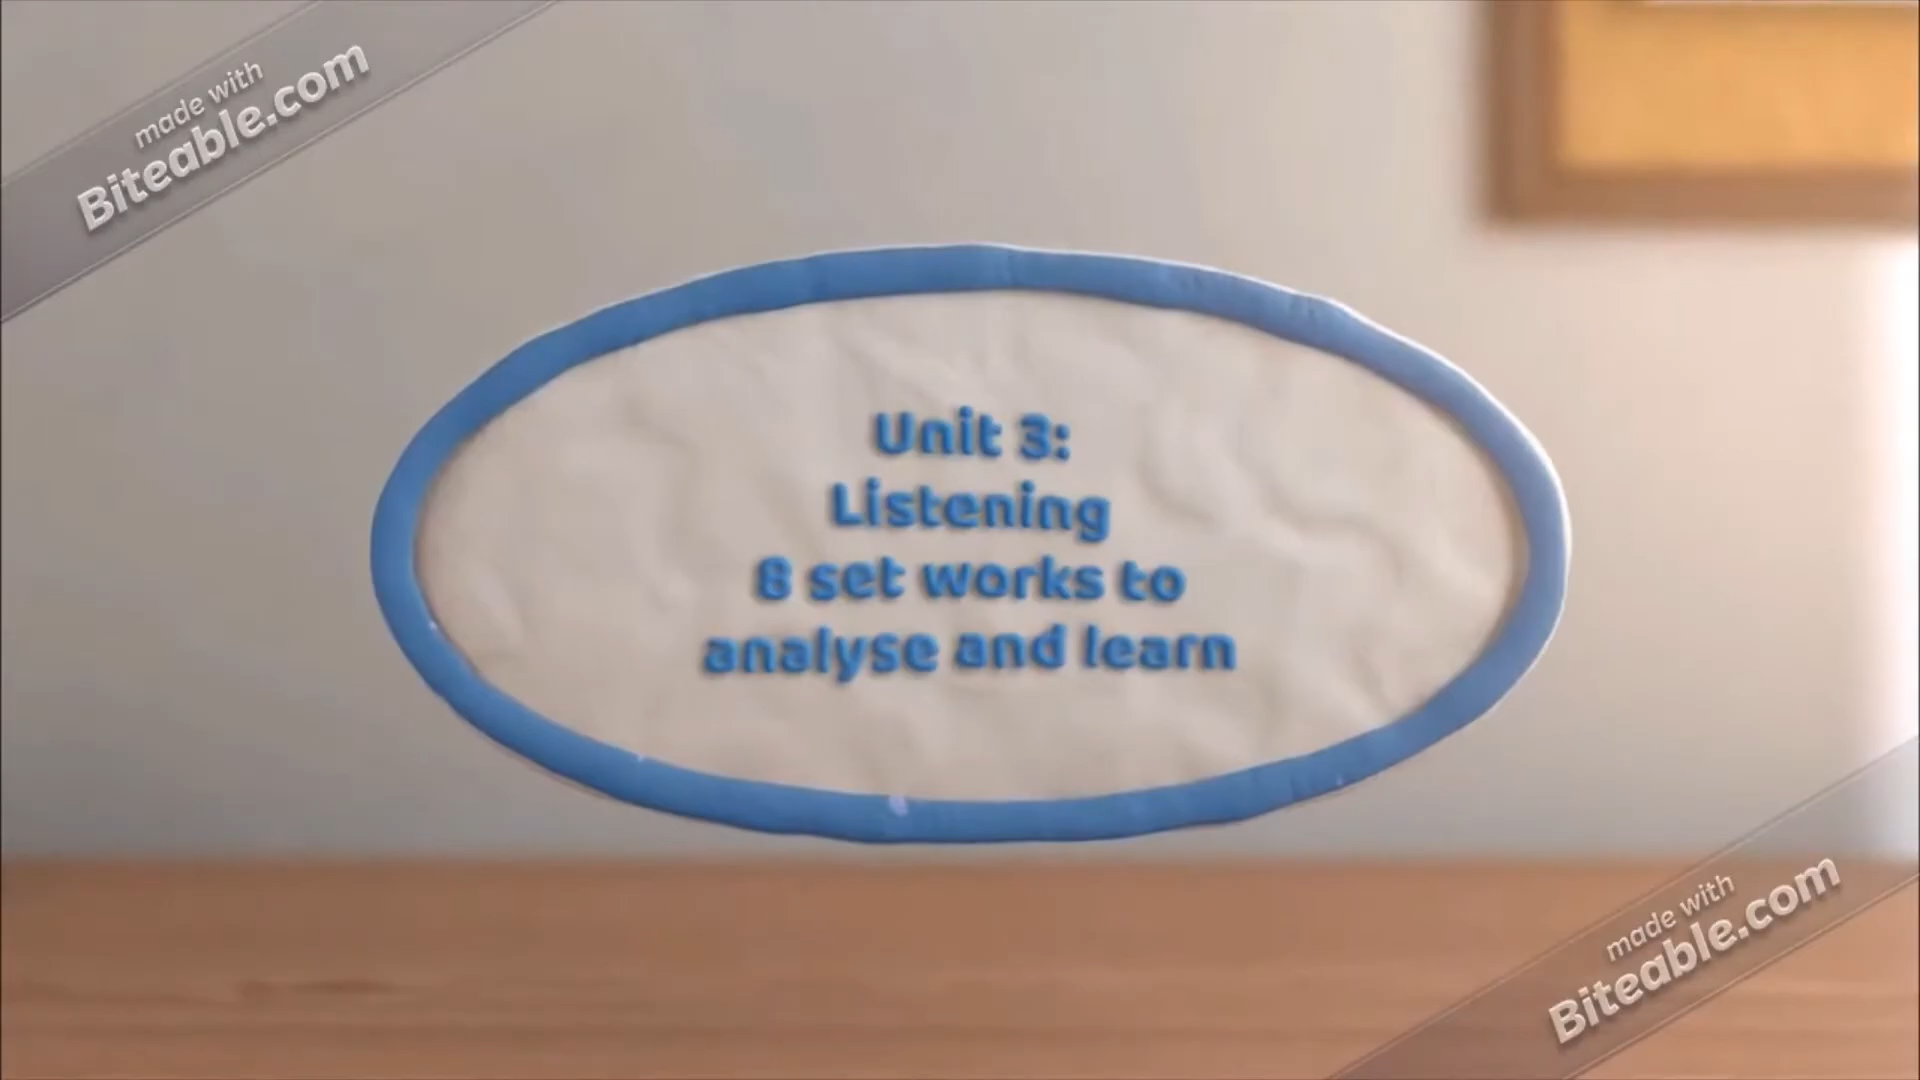 made with
Biteable.com
Unit 3:
Listening
8 set works to
analyse and learn
made with
Biteable.com